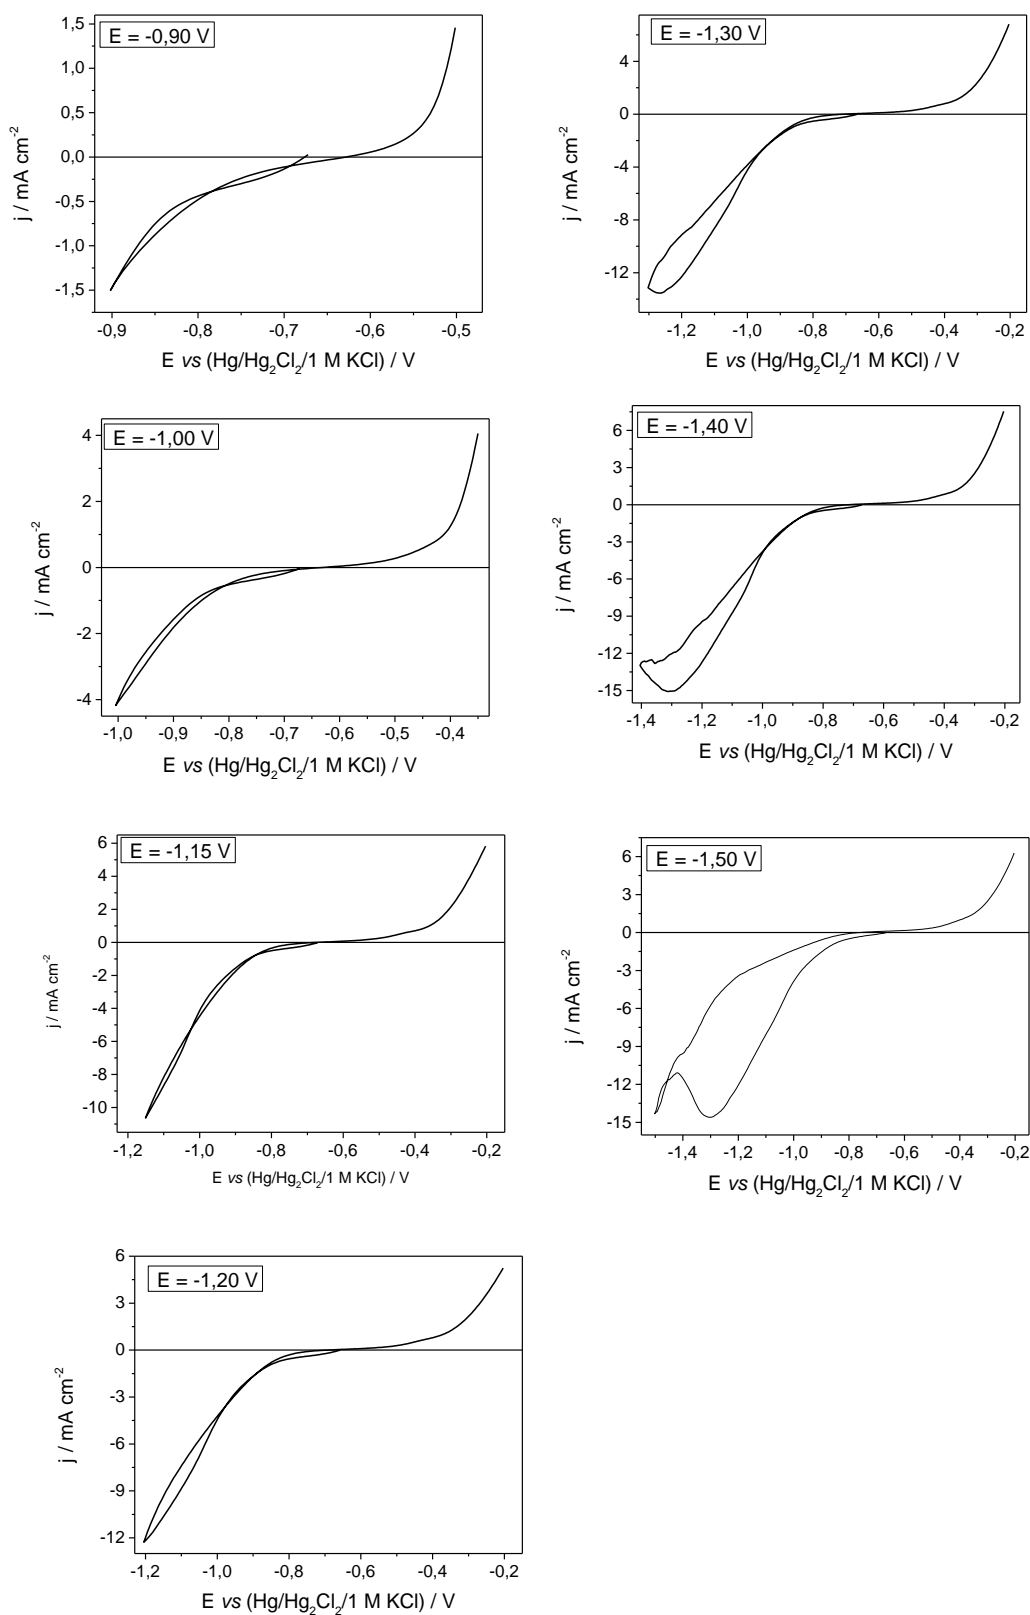 E = -0,90 V
1,5
1,0
0,5
0,0
-0,5
-1,0
-1,5
j / mA cm⁻²
-0,9 -0,8 -0,7 -0,6 -0,5
E vs (Hg/Hg₂Cl₂/1 M KCl) / V
E = -1,30 V
4
0
-4
-8
-12
j / mA cm⁻²
-1,2 -1,0 -0,8 -0,6 -0,4 -0,2
E vs (Hg/Hg₂Cl₂/1 M KCl) / V
E = -1,00 V
4
2
0
-2
-4
j / mA cm⁻²
-1,0 -0,9 -0,8 -0,7 -0,6 -0,5 -0,4
E vs (Hg/Hg₂Cl₂/1 M KCl) / V
E = -1,40 V
6
3
0
-3
-6
-9
-12
-15
j / mA cm⁻²
-1,4 -1,2 -1,0 -0,8 -0,6 -0,4 -0,2
E vs (Hg/Hg₂Cl₂/1 M KCl) / V
E = -1,15 V
6
4
2
0
-2
-4
-6
-8
-10
j / mA cm⁻²
-1,2 -1,0 -0,8 -0,6 -0,4 -0,2
E vs (Hg/Hg₂Cl₂/1 M KCl) / V
E = -1,50 V
6
3
0
-3
-6
-9
-12
-15
j / mA cm⁻²
-1,4 -1,2 -1,0 -0,8 -0,6 -0,4 -0,2
E vs (Hg/Hg₂Cl₂/1 M KCl) / V
E = -1,20 V
6
3
0
-3
-6
-9
-12
j / mA cm⁻²
-1,2 -1,0 -0,8 -0,6 -0,4 -0,2
E vs (Hg/Hg₂Cl₂/1 M KCl) / V